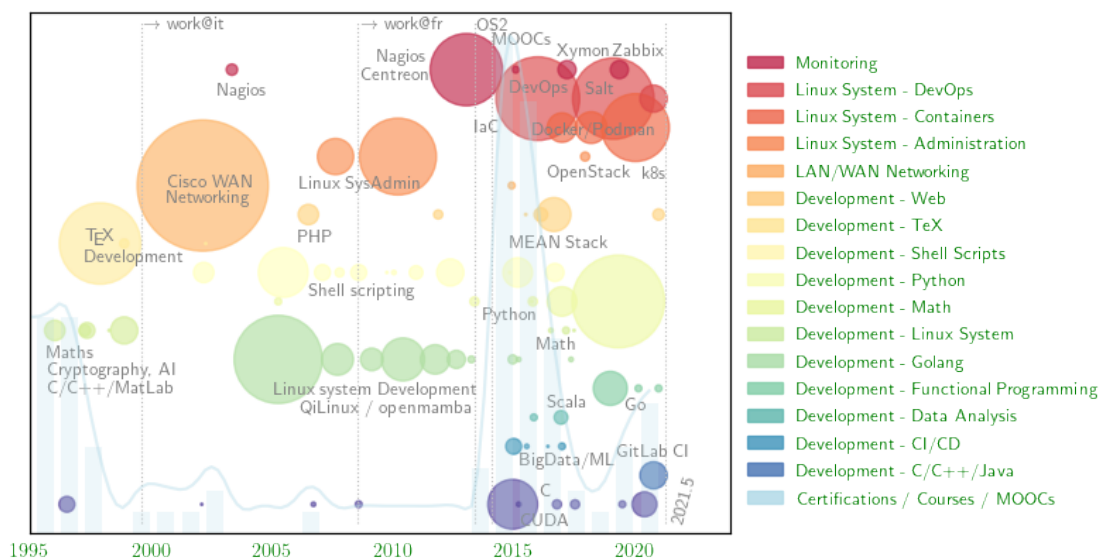 → work@it
→ work@fr
OS2
MOOCs
Nagios
Centreon
Xymon
Zabbix
Nagios
DevOps
Salt
IaC
Docker/Podman
Linux SysAdmin
OpenStack
k8s
Cisco WAN
Networking
TEX
Development
PHP
MEAN Stack
Shell scripting
Python
Maths
Cryptography, AI
C/C++/MatLab
Math
Linux system Development
QiLinux / openmamba
Scala
Go
BigData/ML
GitLab CI
C
CUDA
2021.5
1995
2000
2005
2010
2015
2020
Monitoring
Linux System - DevOps
Linux System - Containers
Linux System - Administration
LAN/WAN Networking
Development - Web
Development - TeX
Development - Shell Scripts
Development - Python
Development - Math
Development - Linux System
Development - Golang
Development - Functional Programming
Development - Data Analysis
Development - CI/CD
Development - C/C++/Java
Certifications / Courses / MOOCs